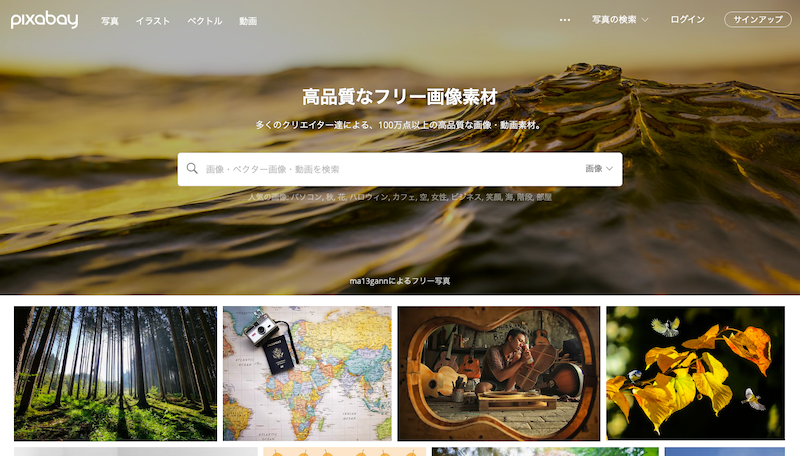 pixabay
写真 イラスト ベクトル 動画
写真の検索 ログイン サインアップ
高品質なフリー画像素材
多くのクリエイター達による、100万点以上の高品質な画像・動画素材。
画像・ベクター画像・動画を検索 画像
人気の画像: パソコン, 秋, 花, ハロウィン, カフェ, 空, 女性, ビジネス, 笑顔, 海, 階段, 部屋
ma13gannによるフリー写真